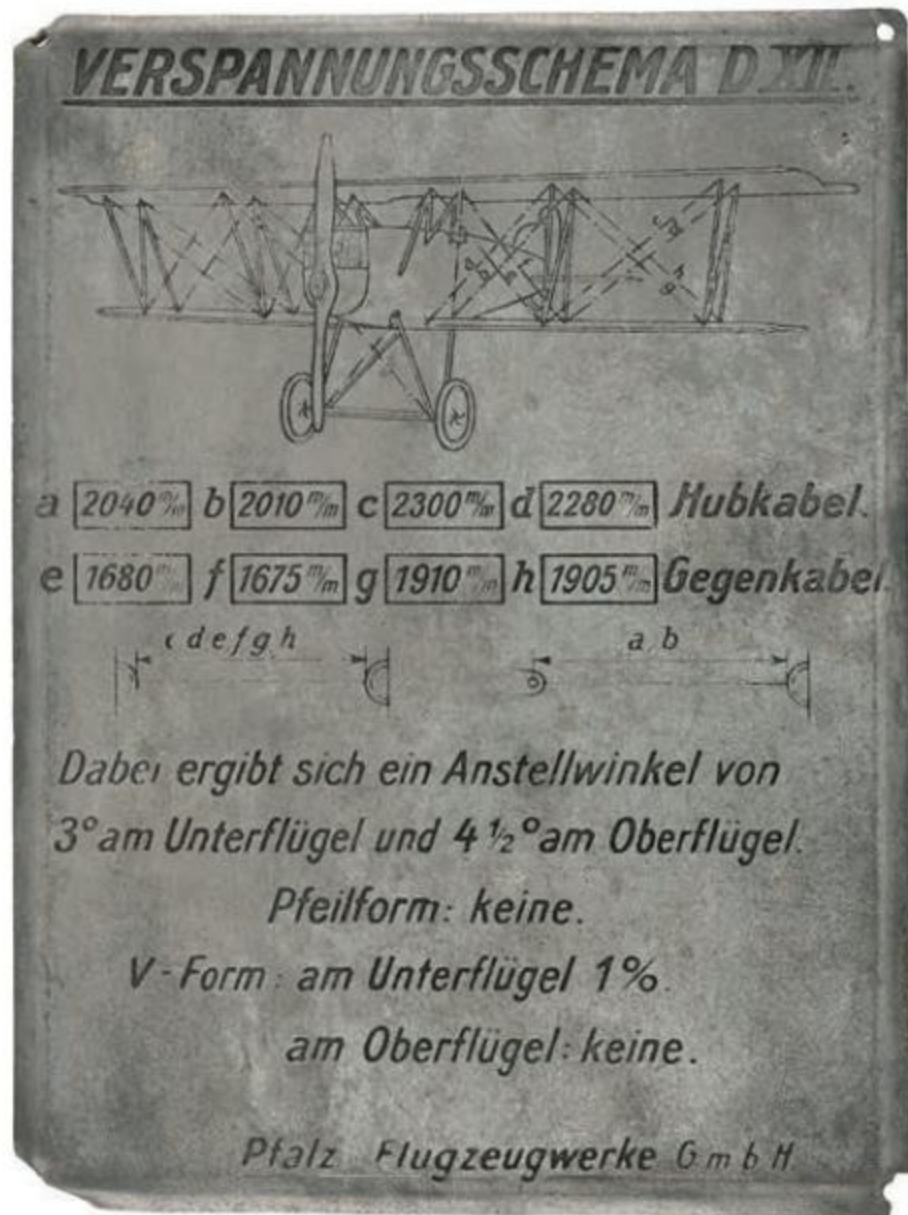 VERSPANNUNGSSCHEMA D XII.
a 2040 m/m b 2010 m/m c 2300 m/m d 2280 m/m Hubkabel.
e 1680 m/m f 1675 m/m g 1910 m/m h 1905 m/m Gegenkabel.
c d e f g h a b
Dabei ergibt sich ein Anstellwinkel von
3° am Unterflügel und 4 ½° am Oberflügel.
Pfeilform: keine.
V-Form: am Unterflügel 1%.
am Oberflügel: keine.
Pfalz Flugzeugwerke GmbH